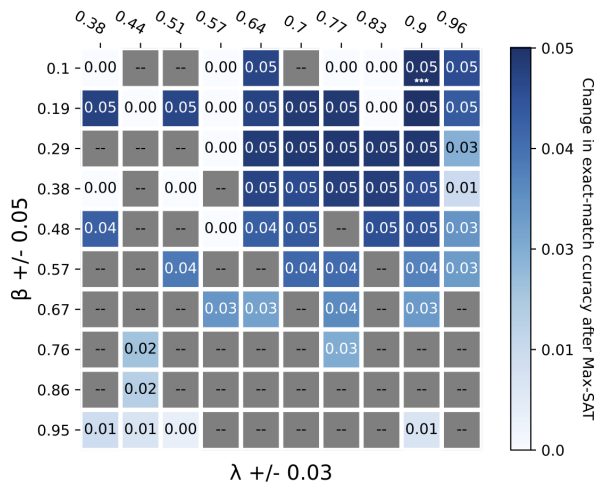 0.38 0.44 0.51 0.57 0.64 0.7 0.77 0.83 0.9 0.96
0.1 0.00 -- -- 0.00 0.05 -- 0.00 0.00 0.05 0.05
***
0.19 0.05 0.00 0.05 0.00 0.05 0.05 0.05 0.00 0.05 0.05
0.29 -- -- -- 0.00 0.05 0.05 0.05 0.05 0.05 0.03
0.38 0.00 -- 0.00 -- 0.05 0.05 0.05 0.05 0.05 0.01
0.48 0.04 -- -- 0.00 0.04 0.05 -- 0.05 0.05 0.03
0.57 -- -- 0.04 -- -- 0.04 0.04 -- 0.04 0.03
0.67 -- -- -- 0.03 0.03 -- 0.04 -- 0.03 --
0.76 -- 0.02 -- -- -- -- 0.03 -- -- --
0.86 -- 0.02 -- -- -- -- -- -- -- --
0.95 0.01 0.01 0.00 -- -- -- -- -- 0.01 --
β +/- 0.05
λ +/- 0.03
0.05
0.04
0.03
0.01
0.0
Change in exact-match ccuracy after Max-SAT